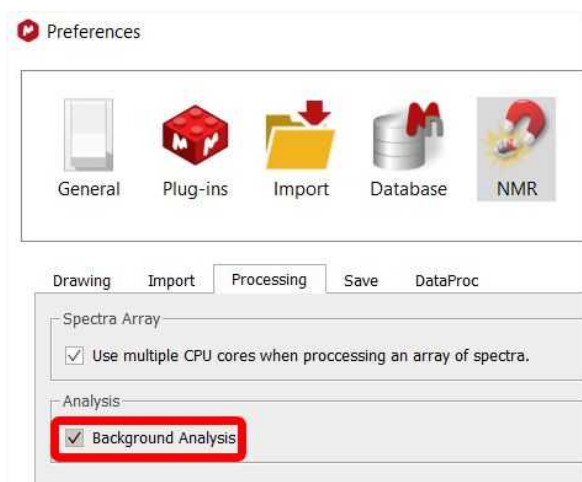 Preferences
General Plug-ins Import Database NMR
Drawing Import Processing Save DataProc
Spectra Array
Use multiple CPU cores when proccessing an array of spectra.
Analysis
Background Analysis